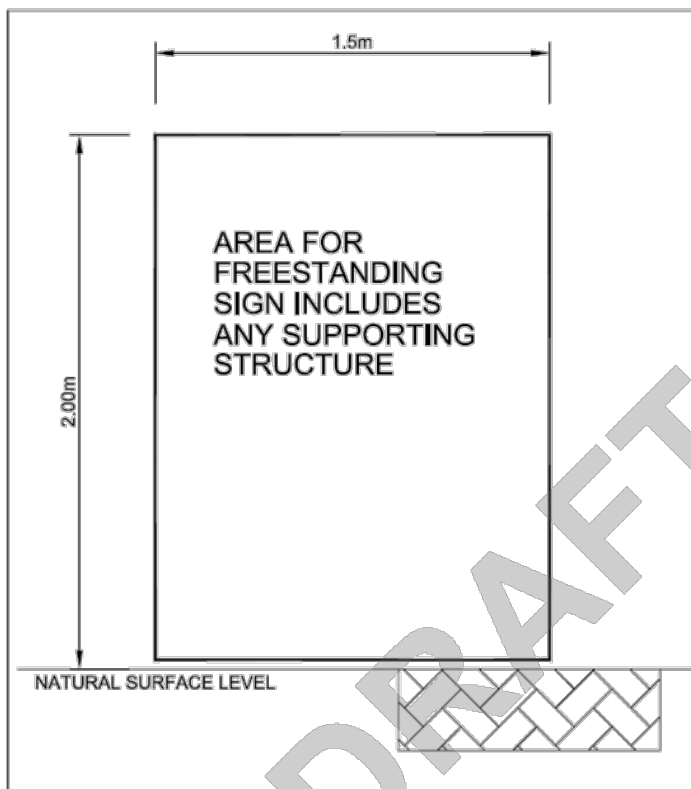 1.5m
AREA FOR
FREESTANDING
SIGN INCLUDES
ANY SUPPORTING
STRUCTURE
2.00m
NATURAL SURFACE LEVEL
DRAFT